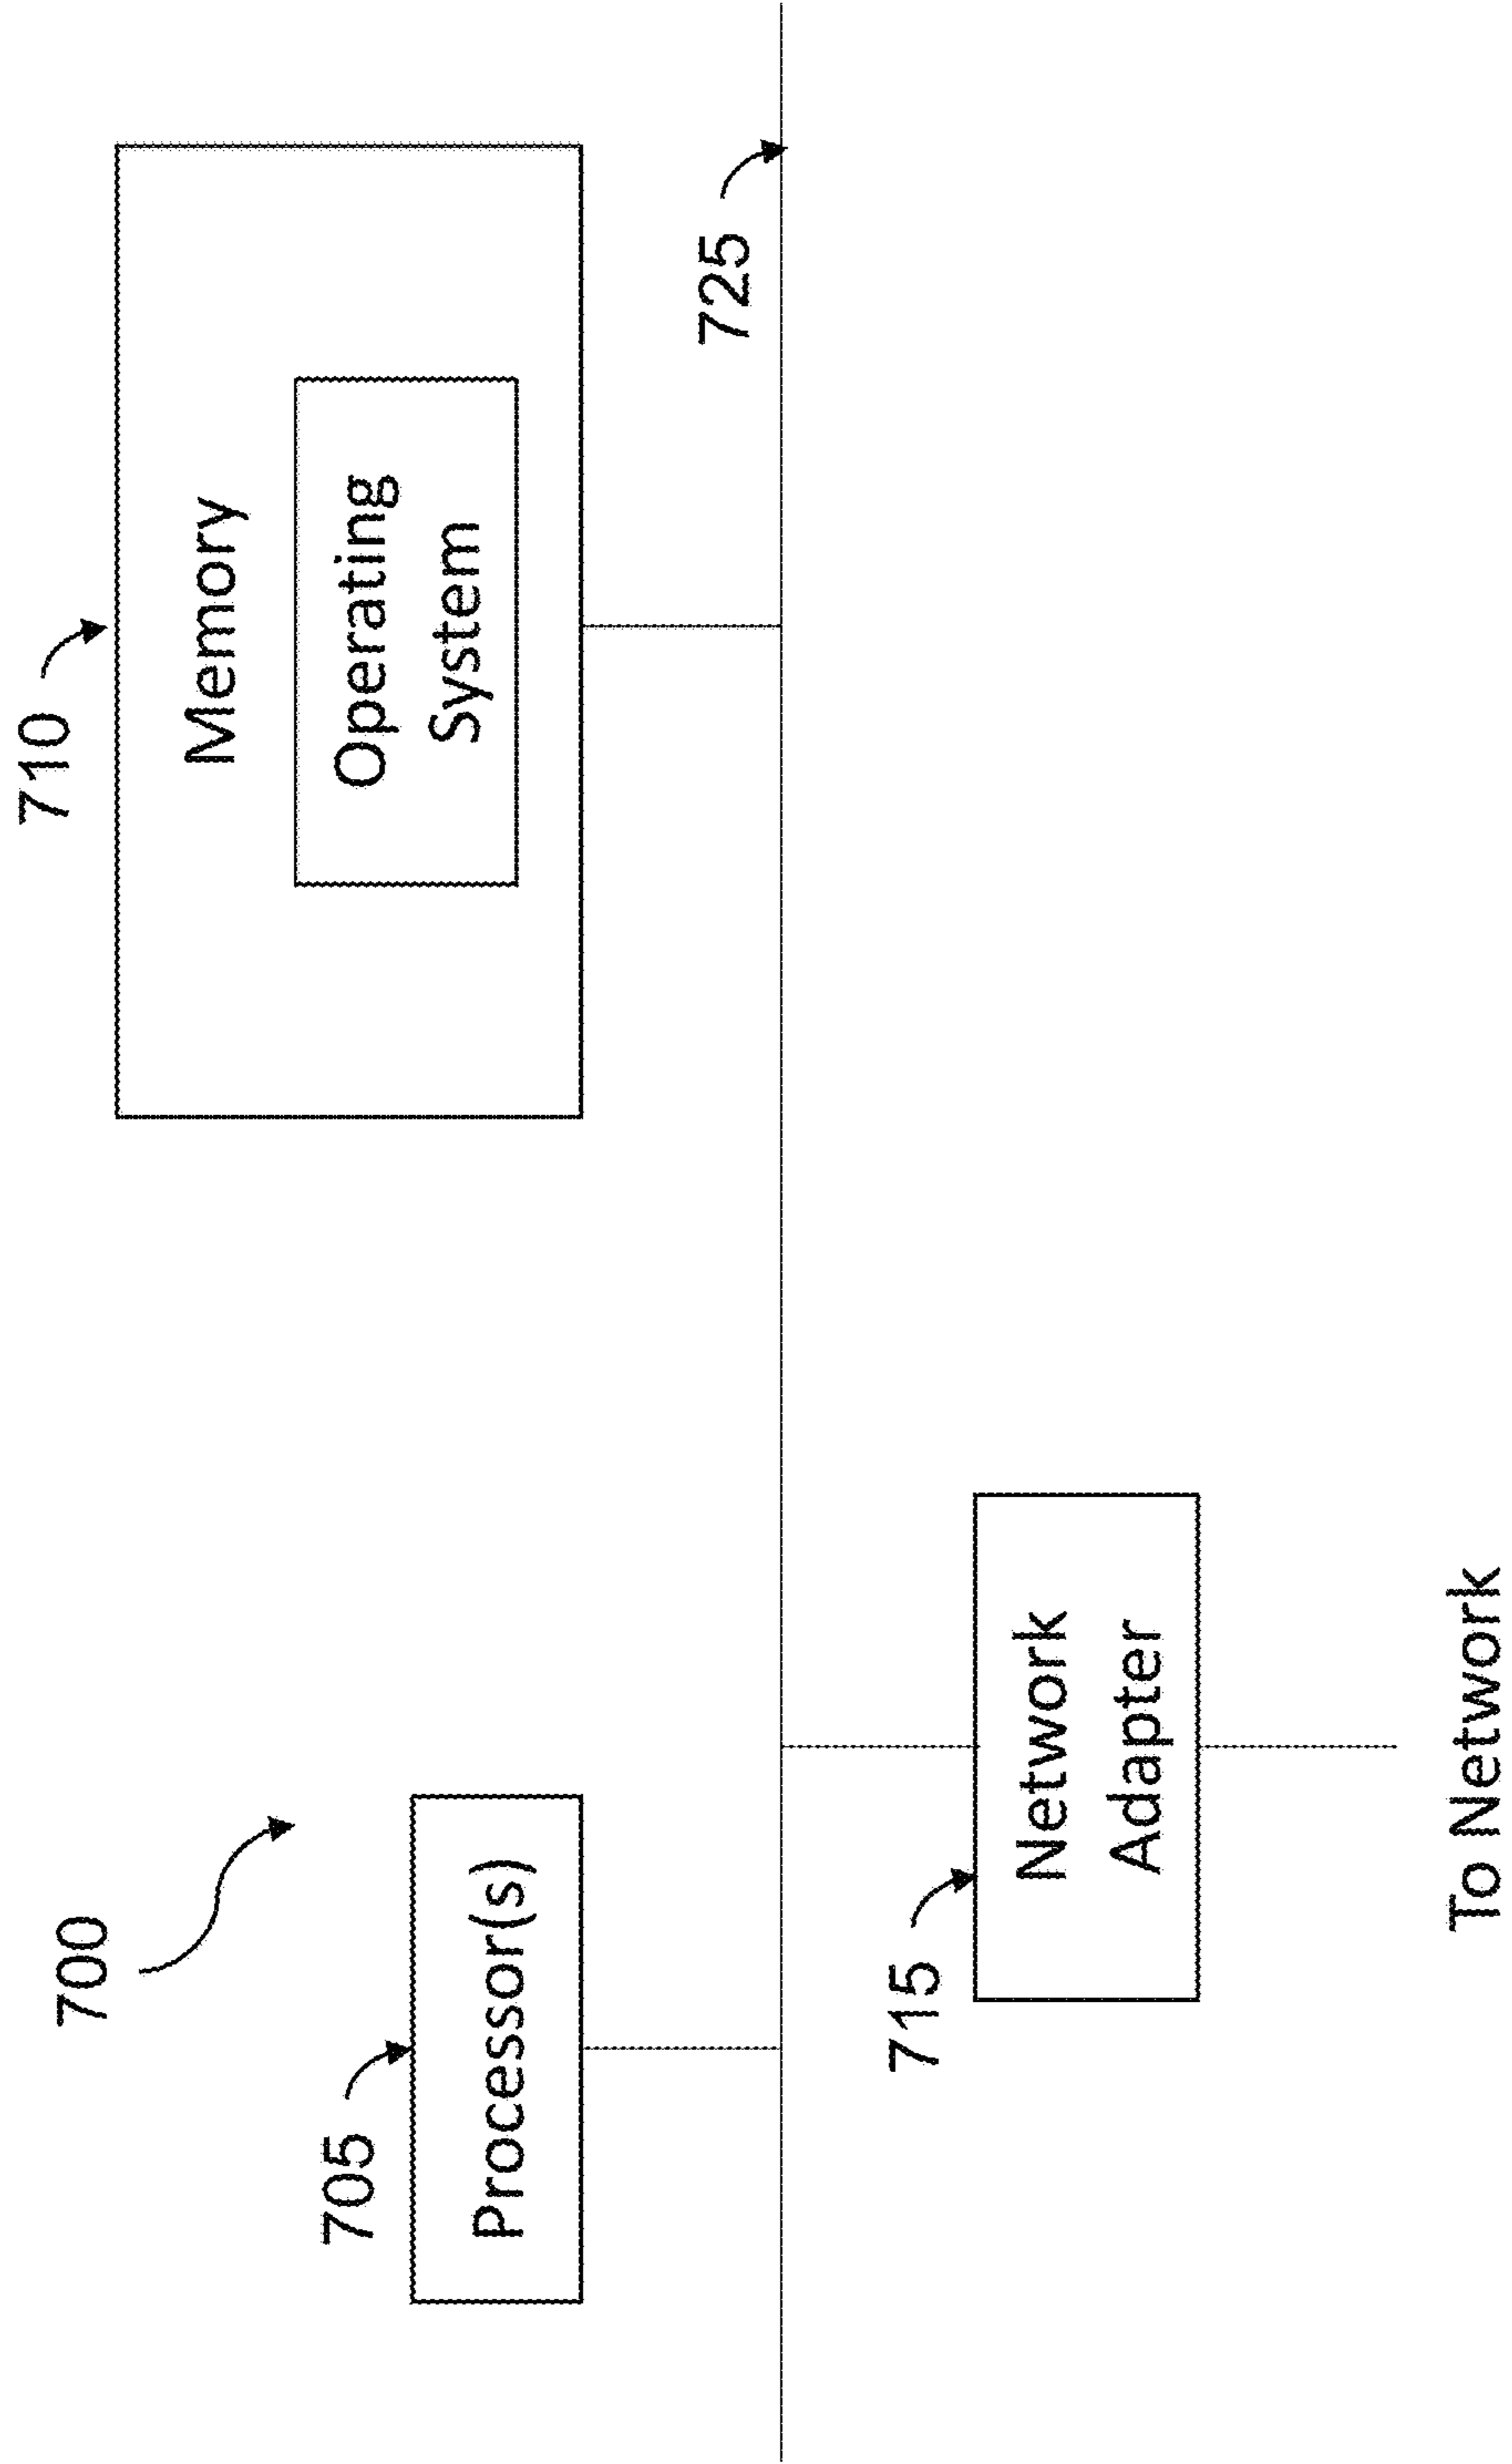 700
710
Memory
Operating
System
705
Processor(s)
725
715
Network
Adapter
To Network